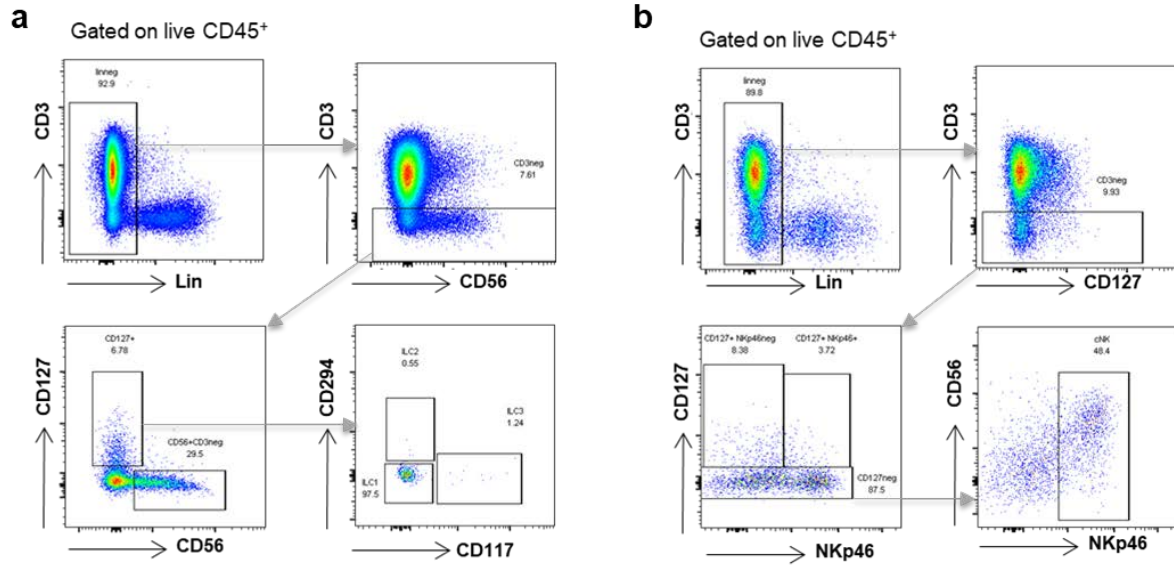 a
Gated on live CD45+
linneg
92.9
CD3
Lin
CD3
CD3neg
7.61
CD56
CD127+
6.78
CD127
CD56+CD3neg
29.5
CD56
ILC2
0.55
CD294
ILC3
1.24
ILC1
97.5
CD117
b
Gated on live CD45+
linneg
89.8
CD3
Lin
CD3
CD3neg
9.93
CD127
CD127+ NKp46neg
8.38
CD127+ NKp46+
3.72
CD127
CD127neg
87.5
NKp46
cNK
48.4
CD56
NKp46